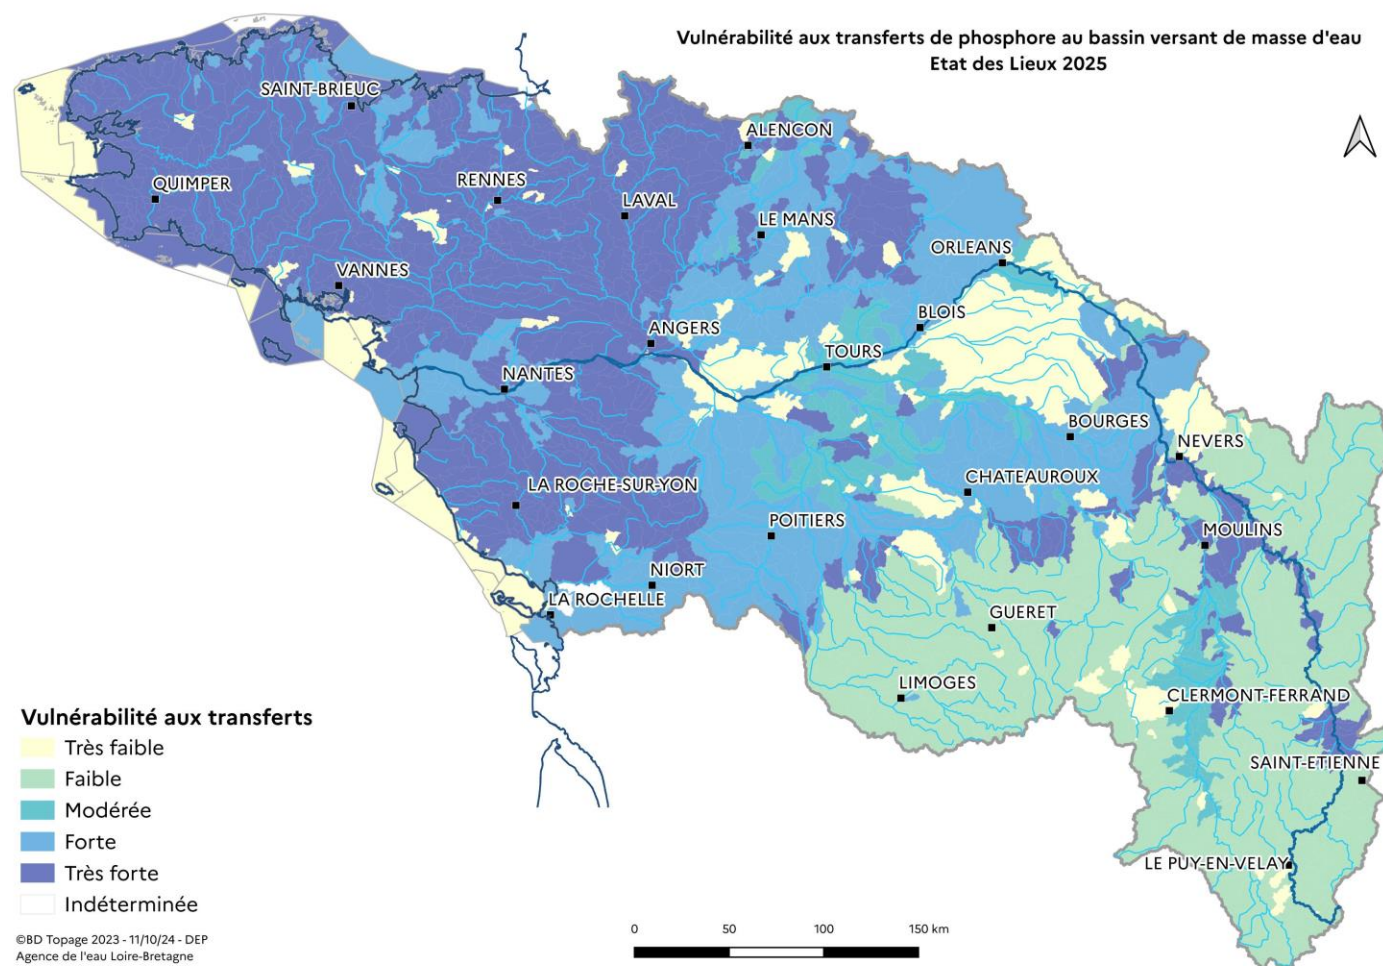 Vulnérabilité aux transferts de phosphore au bassin versant de masse d'eau
Etat des Lieux 2025
SAINT-BRIEUC
ALENCON
QUIMPER
RENNES
LAVAL
LE MANS
ORLEANS
VANNES
BLOIS
ANGERS
TOURS
NANTES
BOURGES
NEVERS
CHATEAUROUX
LA ROCHE-SUR-YON
POITIERS
MOULINS
NIORT
LA ROCHELLE
GUERET
LIMOGES
CLERMONT-FERRAND
SAINT-ETIENNE
LE PUY-EN-VELAY
Vulnérabilité aux transferts
Très faible
Faible
Modérée
Forte
Très forte
Indéterminée
©BD Topage 2023 - 11/10/24 - DEP
Agence de l'eau Loire-Bretagne
0 50 100 150 km